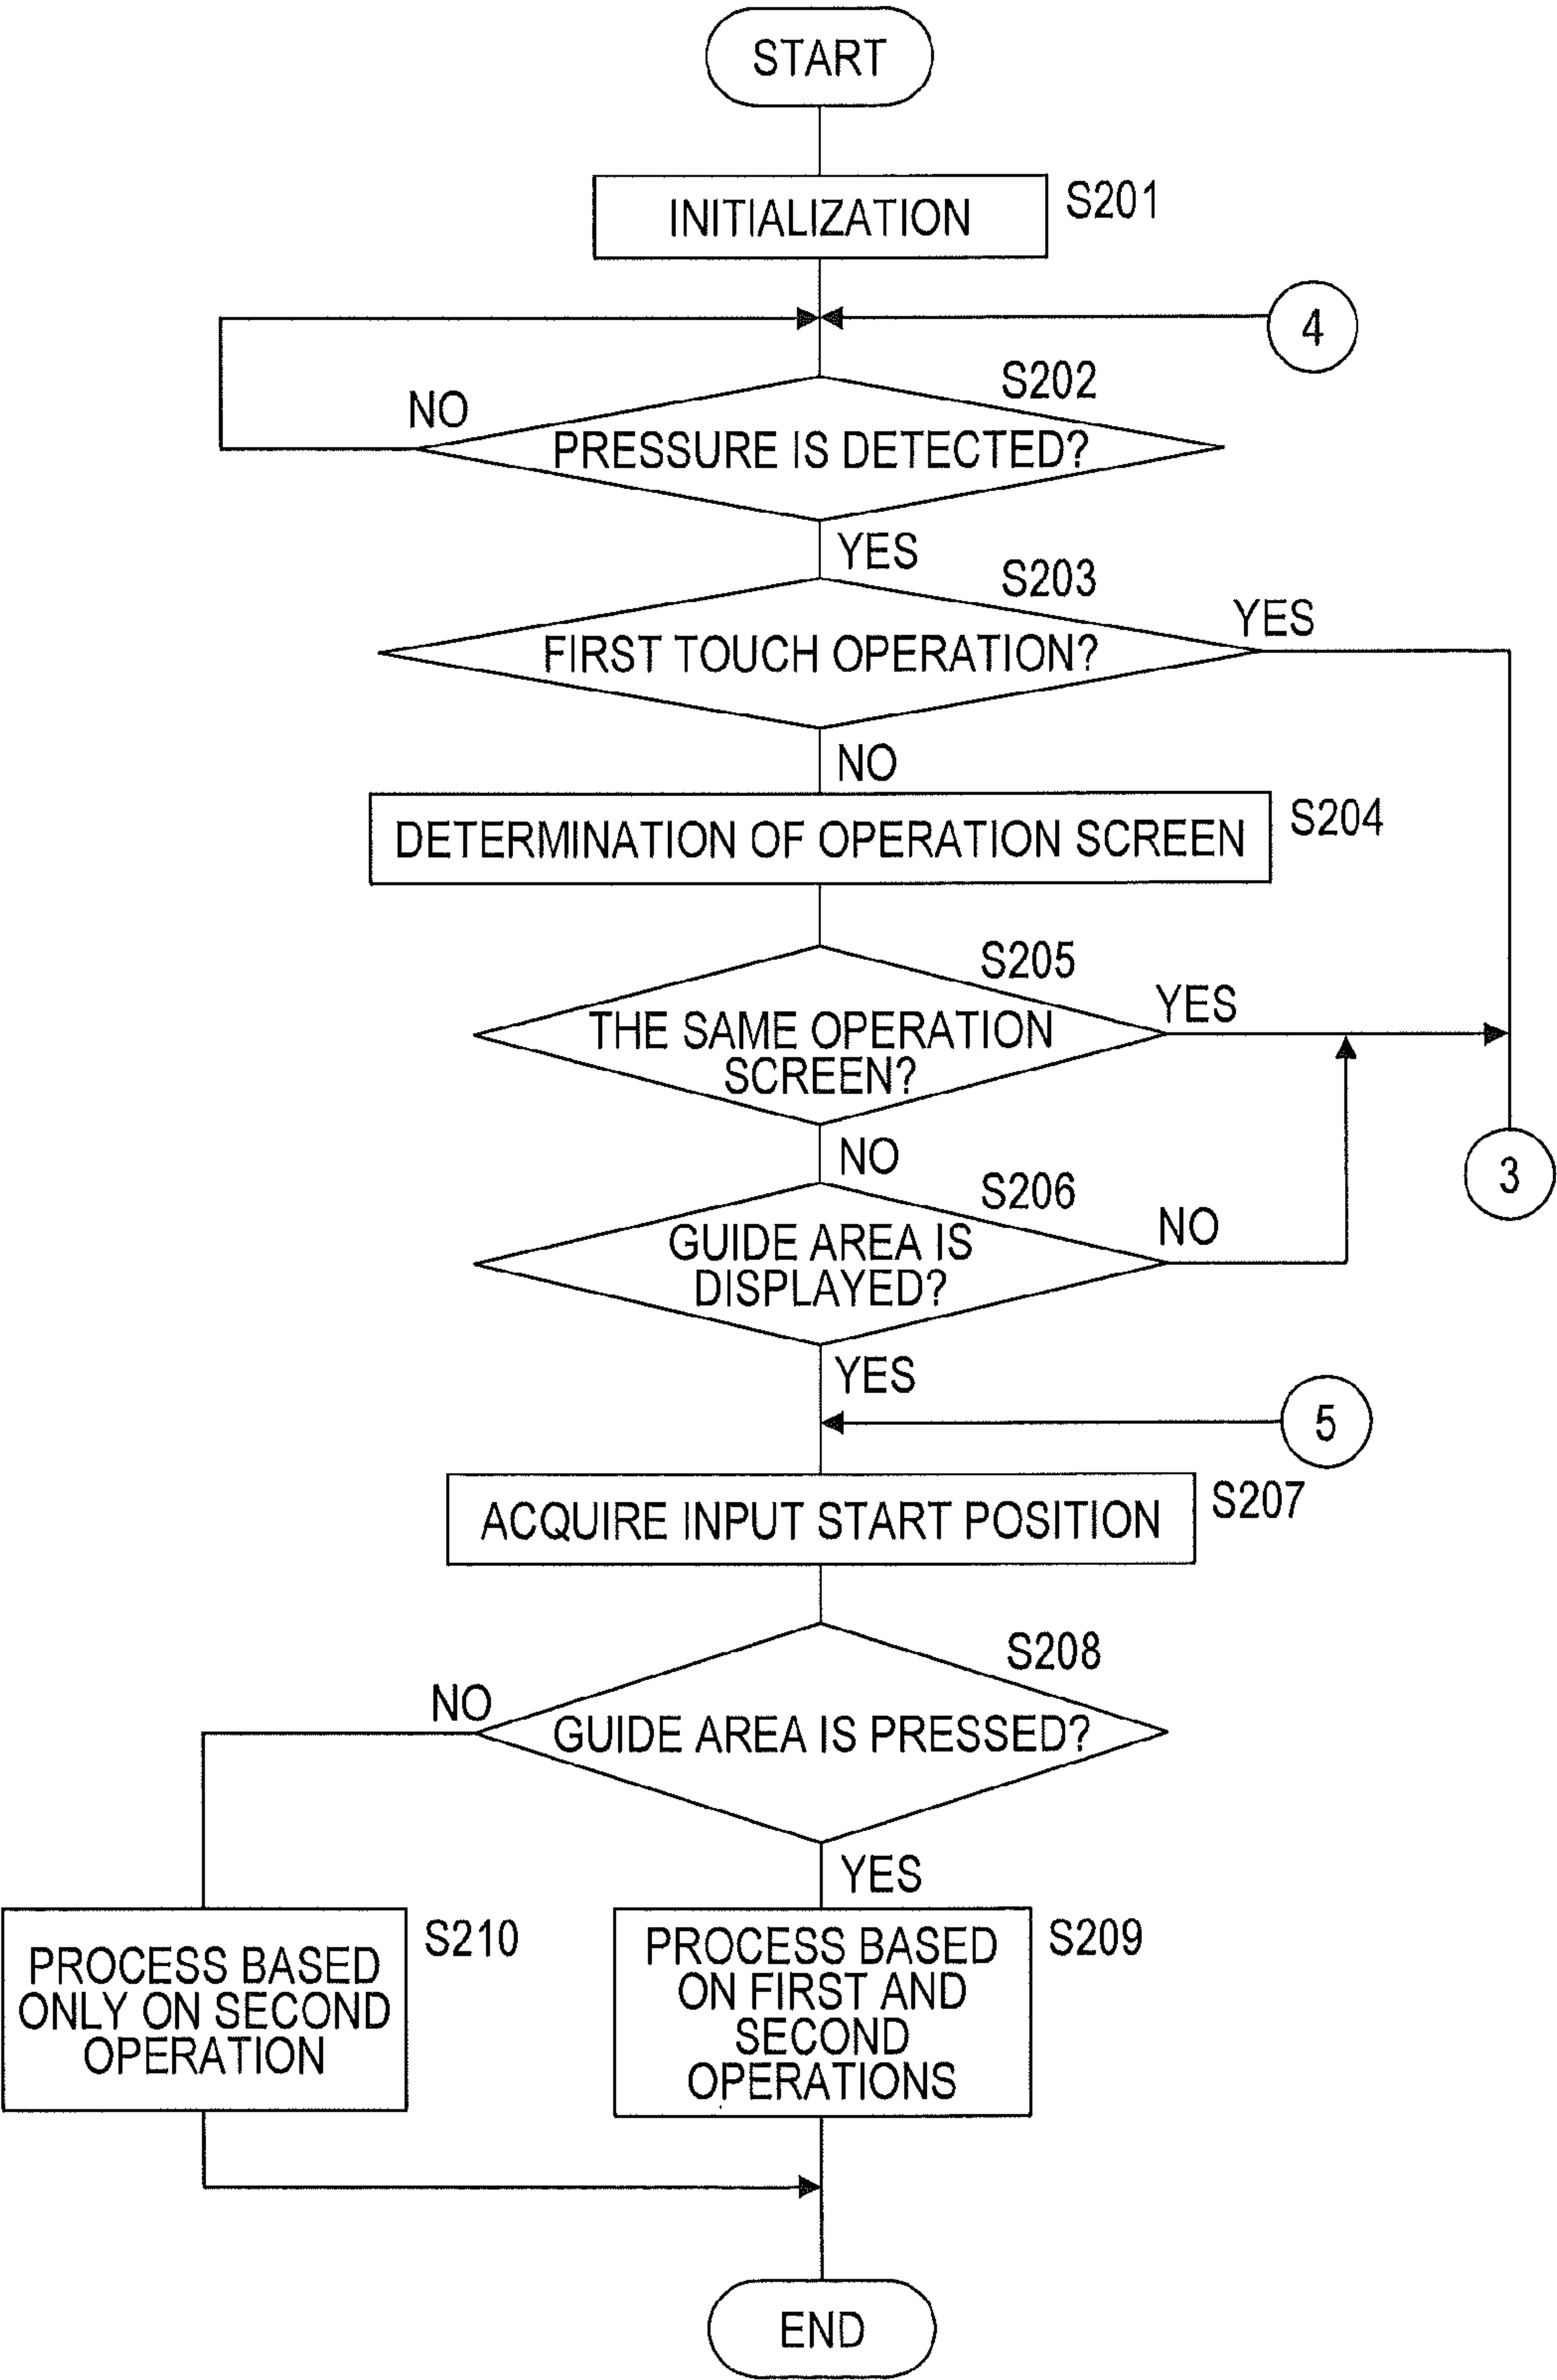 START
INITIALIZATION
S201
4
S202
NO
PRESSURE IS DETECTED?
YES
S203
YES
FIRST TOUCH OPERATION?
NO
DETERMINATION OF OPERATION SCREEN
S204
S205
YES
THE SAME OPERATION
SCREEN?
NO
3
S206
NO
GUIDE AREA IS
DISPLAYED?
YES
5
ACQUIRE INPUT START POSITION
S207
S208
NO
GUIDE AREA IS PRESSED?
YES
PROCESS BASED
ONLY ON SECOND
OPERATION
S210
PROCESS BASED
ON FIRST AND
SECOND
OPERATIONS
S209
END